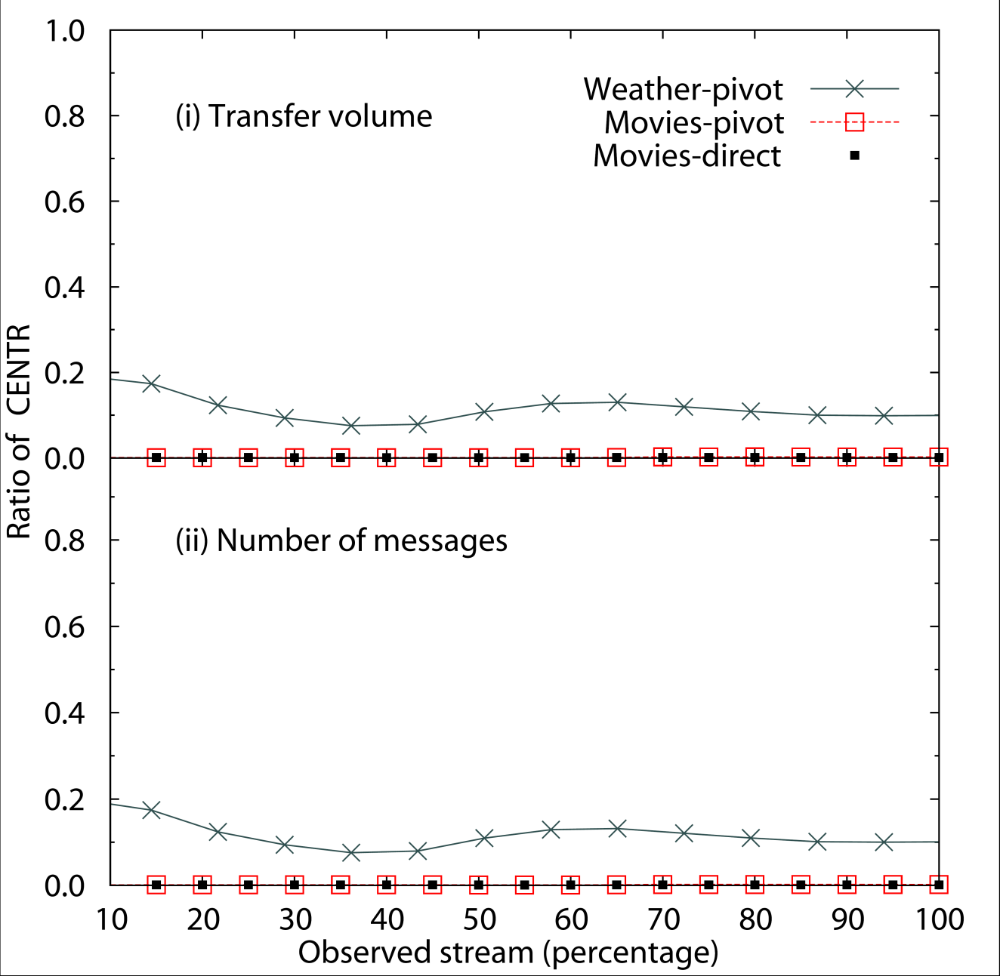 1.0
(i) Transfer volume
Weather-pivot
Movies-pivot
Movies-direct
0.8
0.6
0.4
0.2
0.0
Ratio of CENTR
(ii) Number of messages
0.8
0.6
0.4
0.2
0.0
10 20 30 40 50 60 70 80 90 100
Observed stream (percentage)